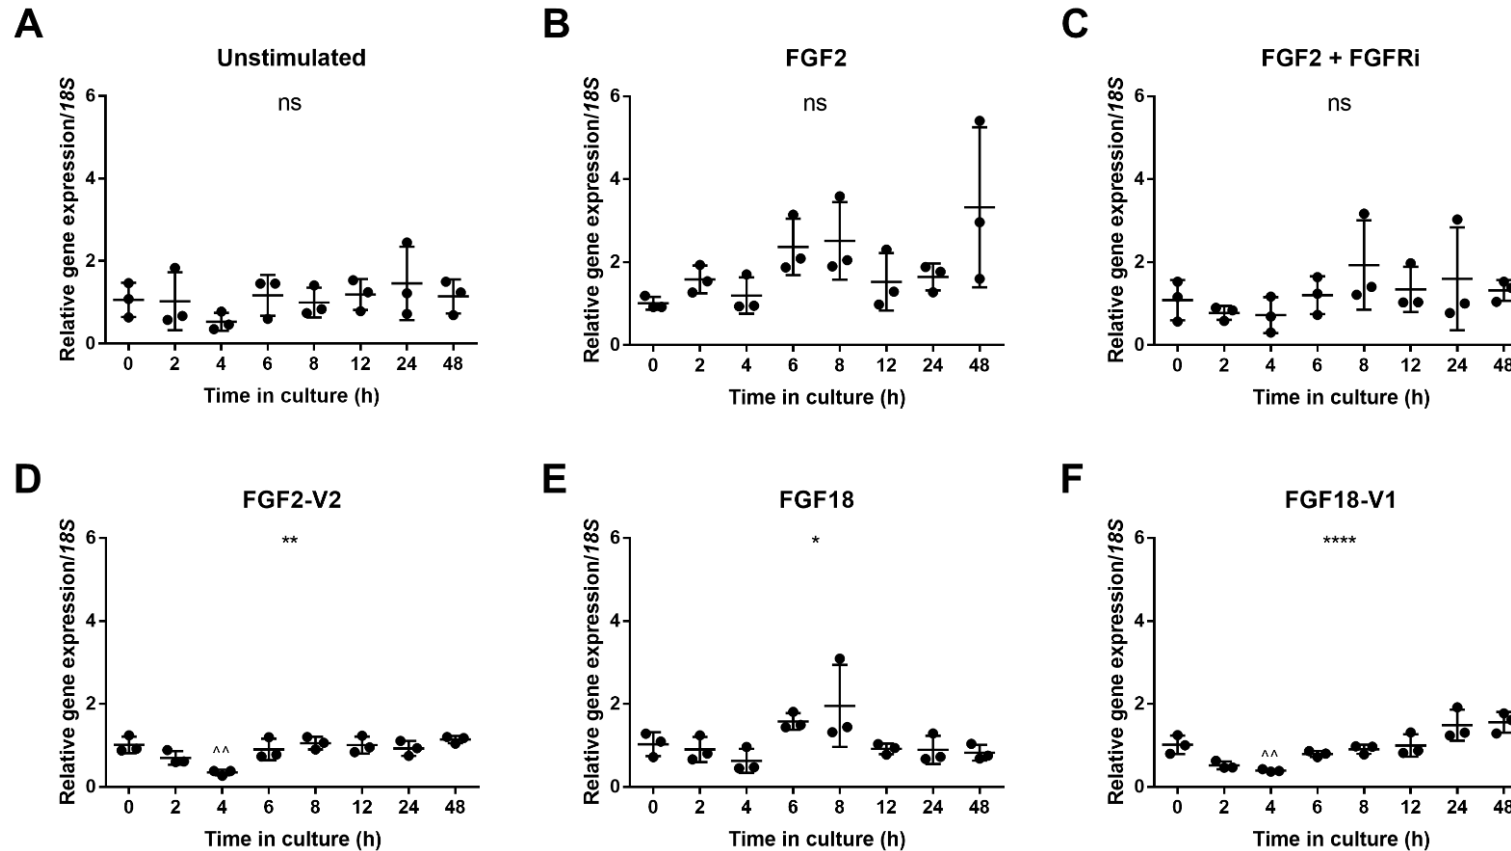 A
Unstimulated
ns
Relative gene expression/18S
6
4
2
0
0 2 4 6 8 12 24 48
Time in culture (h)
B
FGF2
ns
Relative gene expression/18S
6
4
2
0
0 2 4 6 8 12 24 48
Time in culture (h)
C
FGF2 + FGFRi
ns
Relative gene expression/18S
6
4
2
0
0 2 4 6 8 12 24 48
Time in culture (h)
D
FGF2-V2
**
Relative gene expression/18S
6
4
2
0
^^
0 2 4 6 8 12 24 48
Time in culture (h)
E
FGF18
*
Relative gene expression/18S
6
4
2
0
0 2 4 6 8 12 24 48
Time in culture (h)
F
FGF18-V1
****
Relative gene expression/18S
6
4
2
0
^^
0 2 4 6 8 12 24 48
Time in culture (h)